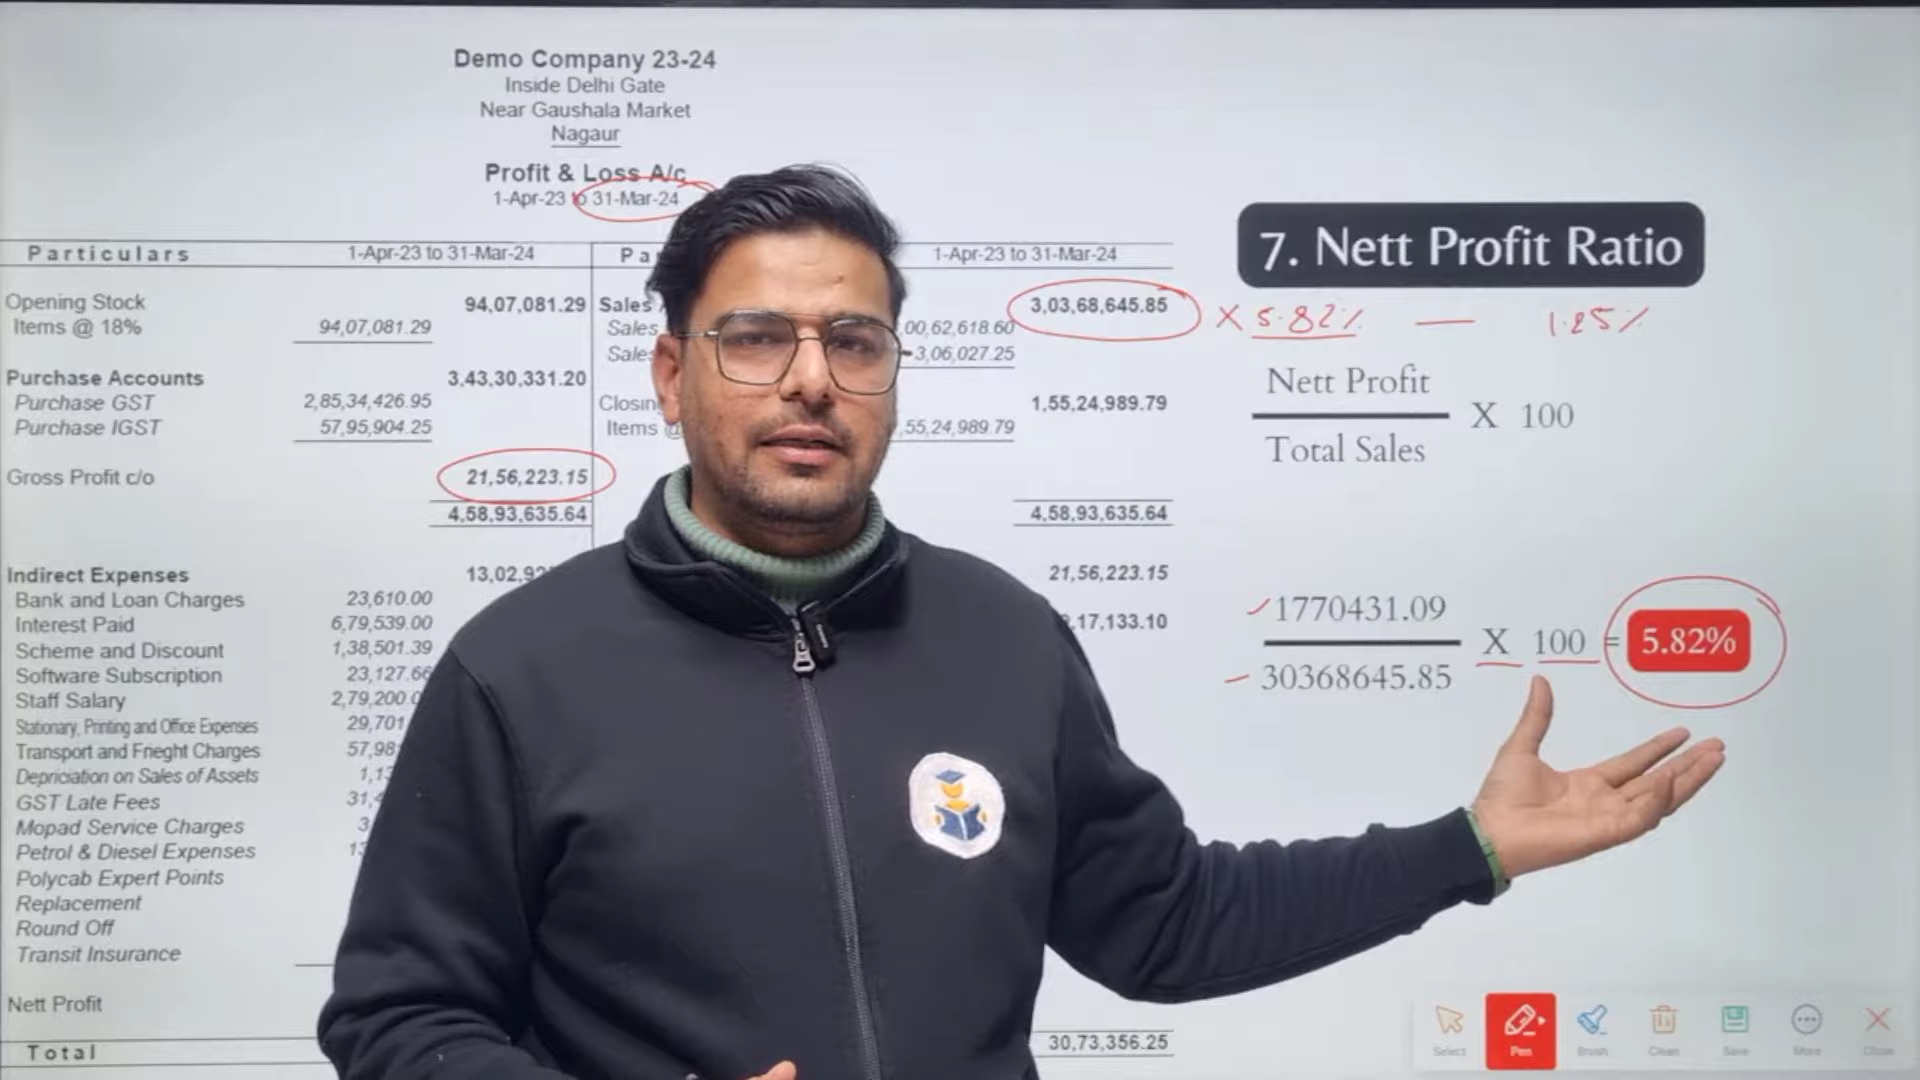 Demo Company 23-24
Inside Delhi Gate
Near Gaushala Market
Nagaur
Profit & Loss A/c
1-Apr-23 to 31-Mar-24
Particulars 1-Apr-23 to 31-Mar-24
1-Apr-23 to 31-Mar-24
Opening Stock 94,07,081.29
Items @ 18% 94,07,081.29
Purchase Accounts 3,43,30,331.20
Purchase GST 2,85,34,426.95
Purchase IGST 57,95,904.25
Gross Profit c/o 21,56,223.15
4,58,93,635.64
Indirect Expenses
Bank and Loan Charges 23,610.00
Interest Paid 6,79,539.00
Scheme and Discount 1,38,501.39
Software Subscription 23,127.66
Staff Salary
Stationary, Printing and Office Expenses
Transport and Frieght Charges
Depriciation on Sales of Assets
GST Late Fees
Mopad Service Charges
Petrol & Diesel Expenses
Polycab Expert Points
Replacement
Round Off
Transit Insurance
Nett Profit
Total
Sales 3,03,68,645.85
Sales
Sales 3,06,027.25
1,55,24,989.79
Items @
4,58,93,635.64
21,56,223.15
30,73,356.25
7. Nett Profit Ratio
X 5.82% — 1.25%
Nett Profit
X 100
Total Sales
1770431.09
X 100 = 5.82%
30368645.85
Select Pen Brush Clean Save More Close